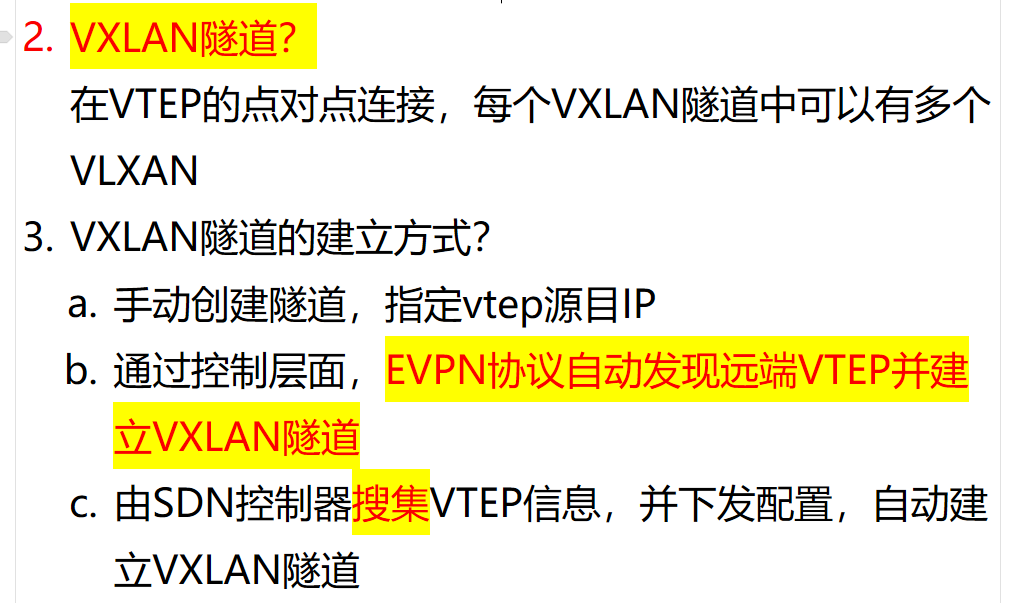 2. VXLAN隧道？
在VTEP的点对点连接，每个VXLAN隧道中可以有多个
VLXAN
3. VXLAN隧道的建立方式？
a. 手动创建隧道，指定vtep源目IP
b. 通过控制层面，EVPN协议自动发现远端VTEP并建
立VXLAN隧道
c. 由SDN控制器搜集VTEP信息，并下发配置，自动建
立VXLAN隧道